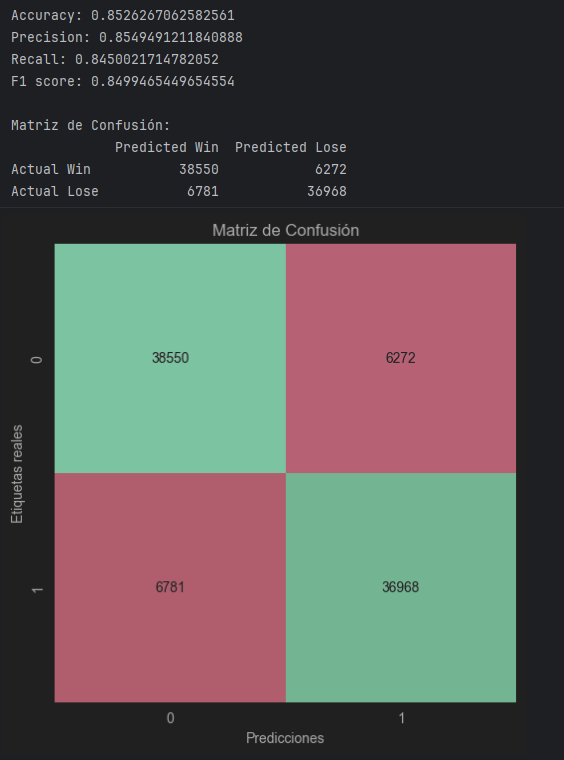 Accuracy: 0.8526267062582561
Precision: 0.8549491211840888
Recall: 0.8450021714782052
F1 score: 0.8499465449654554
Matriz de Confusión:
Predicted Win  Predicted Lose
Actual Win  38550  6272
Actual Lose  6781  36968
Matriz de Confusión
38550  6272
0
Etiquetas reales
6781  36968
1
0  1
Predicciones